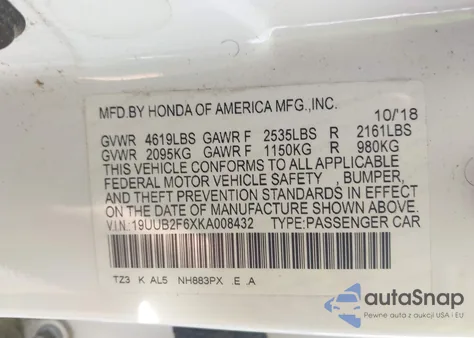 MFD.BY HONDA OF AMERICA MFG.,INC. 10/'18
GVWR 4619LBS GAWR F 2535LBS R 2161LBS
GVWR 2095KG GAWR F 1150KG R 980KG
THIS VEHICLE CONFORMS TO ALL APPLICABLE
FEDERAL MOTOR VEHICLE SAFETY , BUMPER,
AND THEFT PREVENTION STANDARDS IN EFFECT
ON THE DATE OF MANUFACTURE SHOWN ABOVE.
V.I.N.:19UUB2F6XKA008432 TYPE:PASSENGER CAR
TZ3 K AL5 NH883PX .E .A
autoSnap
Pewne auta z aukcji z USA i EU